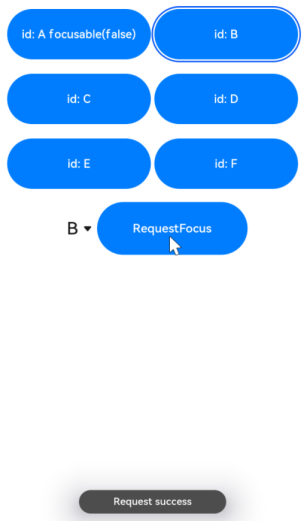 id: A focusable(false)
id: B
id: C
id: D
id: E
id: F
B
RequestFocus
Request success